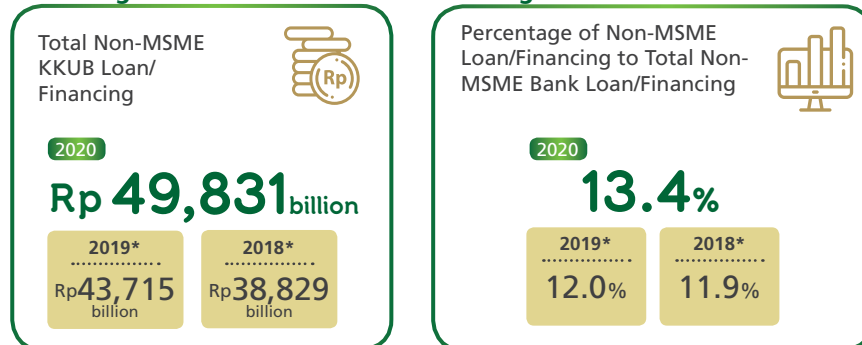 Total Non-MSME
KKUB Loan/
Financing
Rp
2020
Rp 49,831 billion
2019*
Rp43,715
billion
2018*
Rp38,829
billion
Percentage of Non-MSME
Loan/Financing to Total Non-
MSME Bank Loan/Financing
2020
13.4%
2019*
12.0%
2018*
11.9%